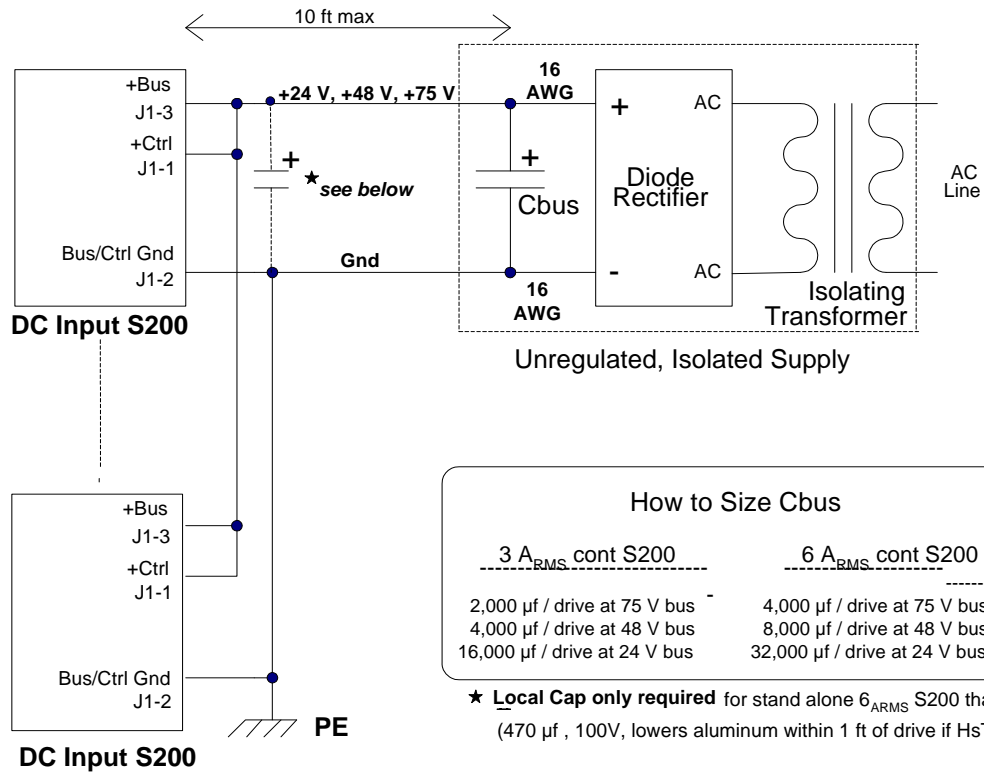 10 ft max
+Bus
J1-3
+24 V, +48 V, +75 V
16
AWG
+
AC
+Ctrl
J1-1
+
★ see below
+
Cbus
Diode
Rectifier
AC
Line
Bus/Ctrl Gnd
J1-2
Gnd
16
AWG
-
AC
Isolating
Transformer
DC Input S200
Unregulated, Isolated Supply
+Bus
J1-3
+Ctrl
J1-1
Bus/Ctrl Gnd
J1-2
PE
DC Input S200
How to Size Cbus
3 ARMS cont S200
6 ARMS cont S200
2,000 µf / drive at 75 V bus
4,000 µf / drive at 75 V bus
4,000 µf / drive at 48 V bus
8,000 µf / drive at 48 V bus
16,000 µf / drive at 24 V bus
32,000 µf / drive at 24 V bus
★ Local Cap only required for stand alone 6ARMS S200
(470 µf , 100V, lowers aluminum within 1 ft of drive if